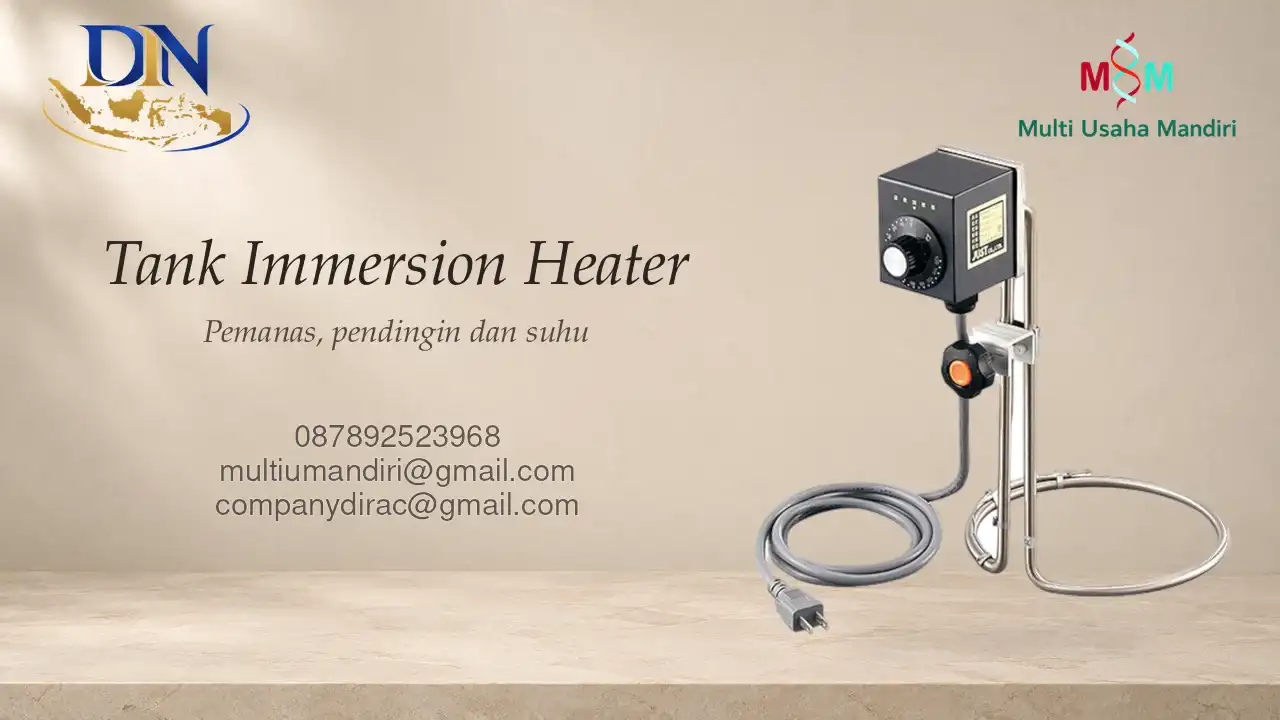 DN
MSM
Multi Usaha Mandiri
Tank Immersion Heater
Pemanas, pendingin dan suhu
087892523968
multiumandiri@gmail.com
companydirac@gmail.com